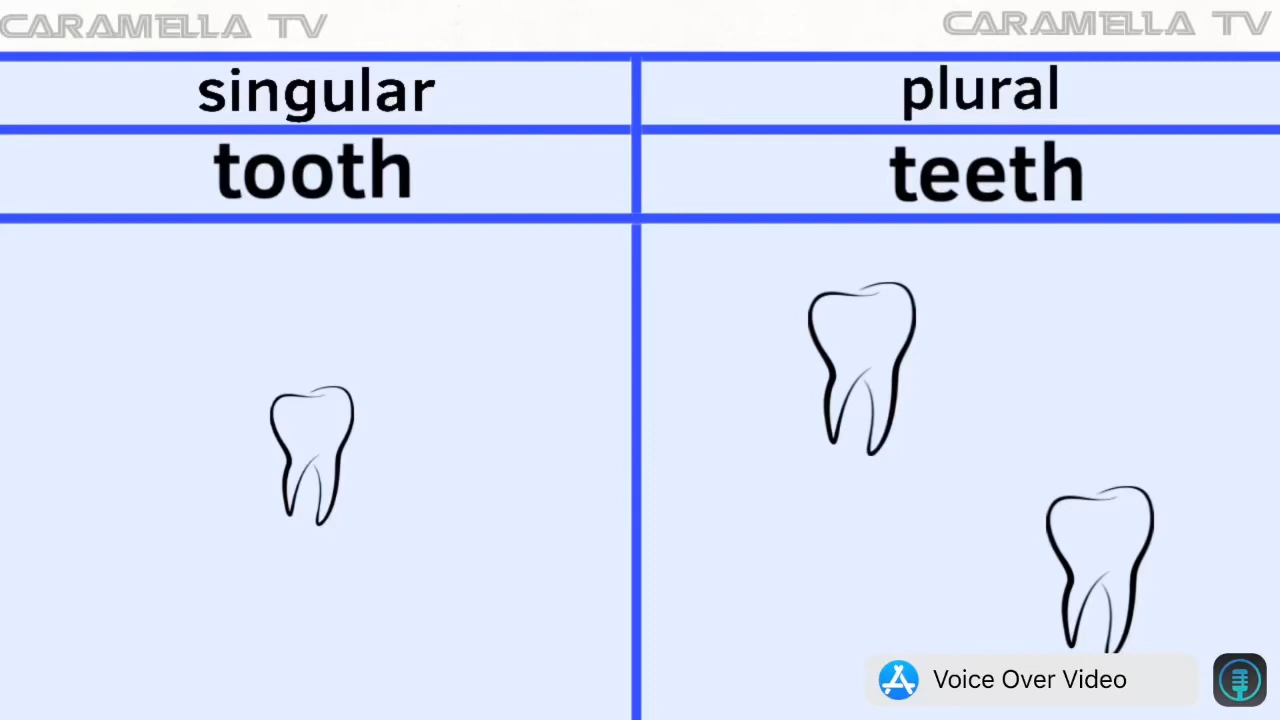 CARAMELLA TV CARAMELLA TV
singular plural
tooth teeth
Voice Over Video